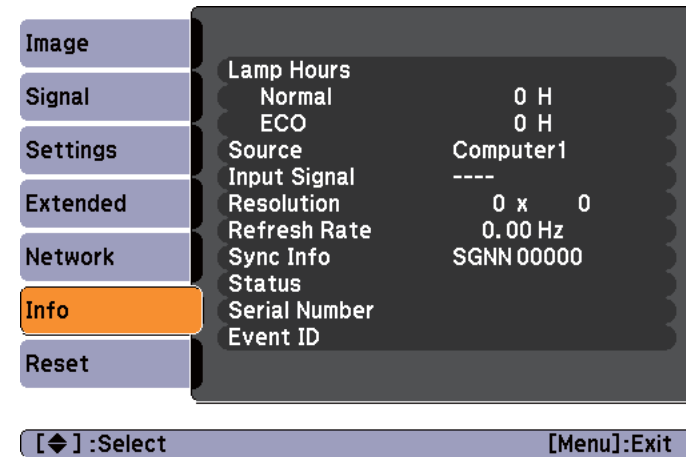 Image
Signal
Settings
Extended
Network
Info
Reset
Lamp Hours
Normal 0 H
ECO 0 H
Source Computer1
Input Signal ----
Resolution 0 x 0
Refresh Rate 0.00 Hz
Sync Info SGNN 00000
Status
Serial Number
Event ID
[◆] :Select [Menu]:Exit